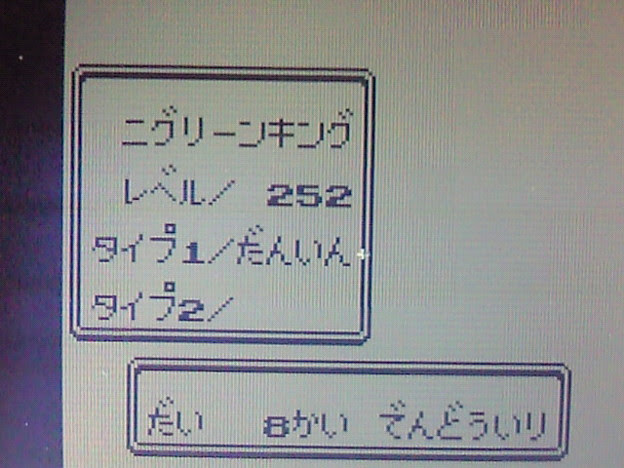 ニグリーンキング
レベル/ 252
タイプ1/だんいん
タイプ2/
だい 8かい でんどういり